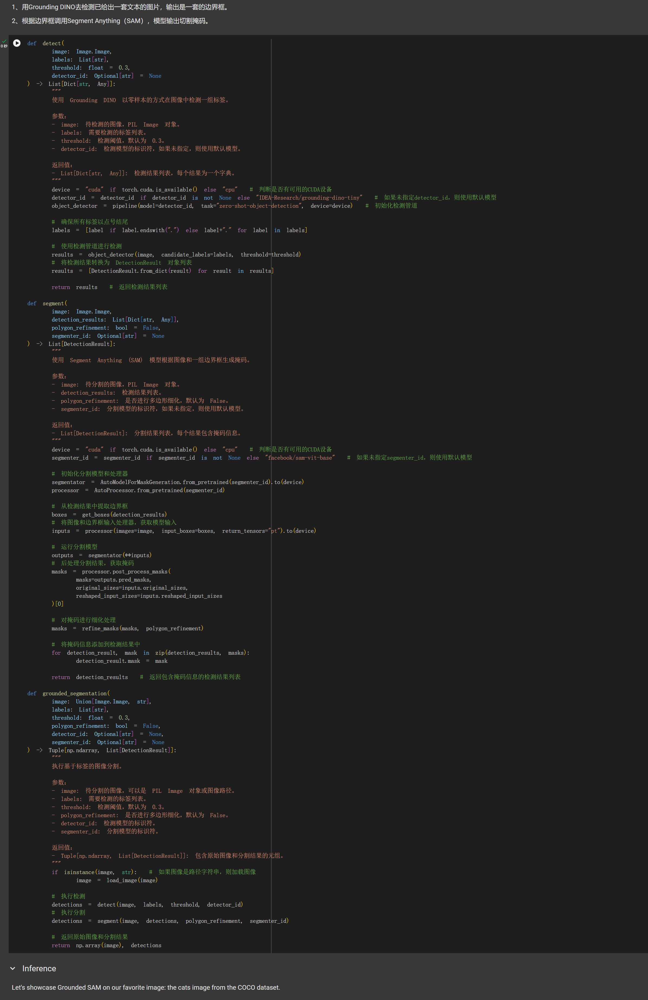 1、用Grounding DINO去检测已给出一套文本的图片，输出是一套的边界框。
2、根据边界框调用Segment Anything（SAM），模型输出切割掩码。
0 秒
def detect(
image: Image.Image,
labels: List[str],
threshold: float = 0.3,
detector_id: Optional[str] = None
) -> List[Dict[str, Any]]:
"""
使用 Grounding DINO 以零样本的方式在图像中检测一组标签。
参数:
- image: 待检测的图像，PIL Image 对象。
- labels: 需要检测的标签列表。
- threshold: 检测阈值，默认为 0.3。
- detector_id: 检测模型的标识符，如果未指定，则使用默认模型。
返回值:
- List[Dict[str, Any]]: 检测结果列表，每个结果为一个字典。
"""
device = "cuda" if torch.cuda.is_available() else "cpu" # 判断是否有可用的CUDA设备
detector_id = detector_id if detector_id is not None else "IDEA-Research/grounding-dino-tiny" # 如果未指定detector_id，则使用默认模型
object_detector = pipeline(model=detector_id, task="zero-shot-object-detection", device=device) # 初始化检测管道
# 确保所有标签以点号结尾
labels = [label if label.endswith(".") else label+"." for label in labels]
# 使用检测管道进行检测
results = object_detector(image, candidate_labels=labels, threshold=threshold)
# 将检测结果转换为 DetectionResult 对象列表
results = [DetectionResult.from_dict(result) for result in results]
return results # 返回检测结果列表
def segment(
image: Image.Image,
detection_results: List[Dict[str, Any]],
polygon_refinement: bool = False,
segmenter_id: Optional[str] = None
) -> List[DetectionResult]:
"""
使用 Segment Anything (SAM) 模型根据图像和一组边界框生成掩码。
参数:
- image: 待分割的图像，PIL Image 对象。
- detection_results: 检测结果列表。
- polygon_refinement: 是否进行多边形细化，默认为 False。
- segmenter_id: 分割模型的标识符，如果未指定，则使用默认模型。
返回值:
- List[DetectionResult]: 分割结果列表，每个结果包含掩码信息。
"""
device = "cuda" if torch.cuda.is_available() else "cpu" # 判断是否有可用的CUDA设备
segmenter_id = segmenter_id if segmenter_id is not None else "facebook/sam-vit-base" # 如果未指定segmenter_id，则使用默认模型
# 初始化分割模型和处理器
segmentator = AutoModelForMaskGeneration.from_pretrained(segmenter_id).to(device)
processor = AutoProcessor.from_pretrained(segmenter_id)
# 从检测结果中提取边界框
boxes = get_boxes(detection_results)
# 将图像和边界框输入处理器，获取模型输入
inputs = processor(images=image, input_boxes=boxes, return_tensors="pt").to(device)
# 运行分割模型
outputs = segmentator(**inputs)
# 后处理分割结果，获取掩码
masks = processor.post_process_masks(
masks=outputs.pred_masks,
original_sizes=inputs.original_sizes,
reshaped_input_sizes=inputs.reshaped_input_sizes
)[0]
# 对掩码进行细化处理
masks = refine_masks(masks, polygon_refinement)
# 将掩码信息添加到检测结果中
for detection_result, mask in zip(detection_results, masks):
detection_result.mask = mask
return detection_results # 返回包含掩码信息的检测结果列表
def grounded_segmentation(
image: Union[Image.Image, str],
labels: List[str],
threshold: float = 0.3,
polygon_refinement: bool = False,
detector_id: Optional[str] = None,
segmenter_id: Optional[str] = None
) -> Tuple[np.ndarray, List[DetectionResult]]:
"""
执行基于标签的图像分割。
参数:
- image: 待分割的图像，可以是 PIL Image 对象或图像路径。
- labels: 需要检测的标签列表。
- threshold: 检测阈值，默认为 0.3。
- polygon_refinement: 是否进行多边形细化，默认为 False。
- detector_id: 检测模型的标识符。
- segmenter_id: 分割模型的标识符。
返回值:
- Tuple[np.ndarray, List[DetectionResult]]: 包含原始图像和分割结果的元组。
"""
if isinstance(image, str): # 如果图像是路径字符串，则加载图像
image = load_image(image)
# 执行检测
detections = detect(image, labels, threshold, detector_id)
# 执行分割
detections = segment(image, detections, polygon_refinement, segmenter_id)
# 返回原始图像和分割结果
return np.array(image), detections
Inference
Let's showcase Grounded SAM on our favorite image: the cats image from the COCO dataset.